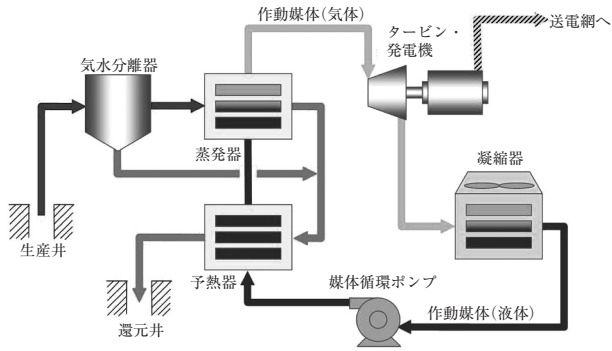 作動媒体(気体)
タービン・
発電機
送電網へ
気水分離器
蒸発器
凝縮器
生産井
予熱器
媒体循環ポンプ
作動媒体(液体)
還元井